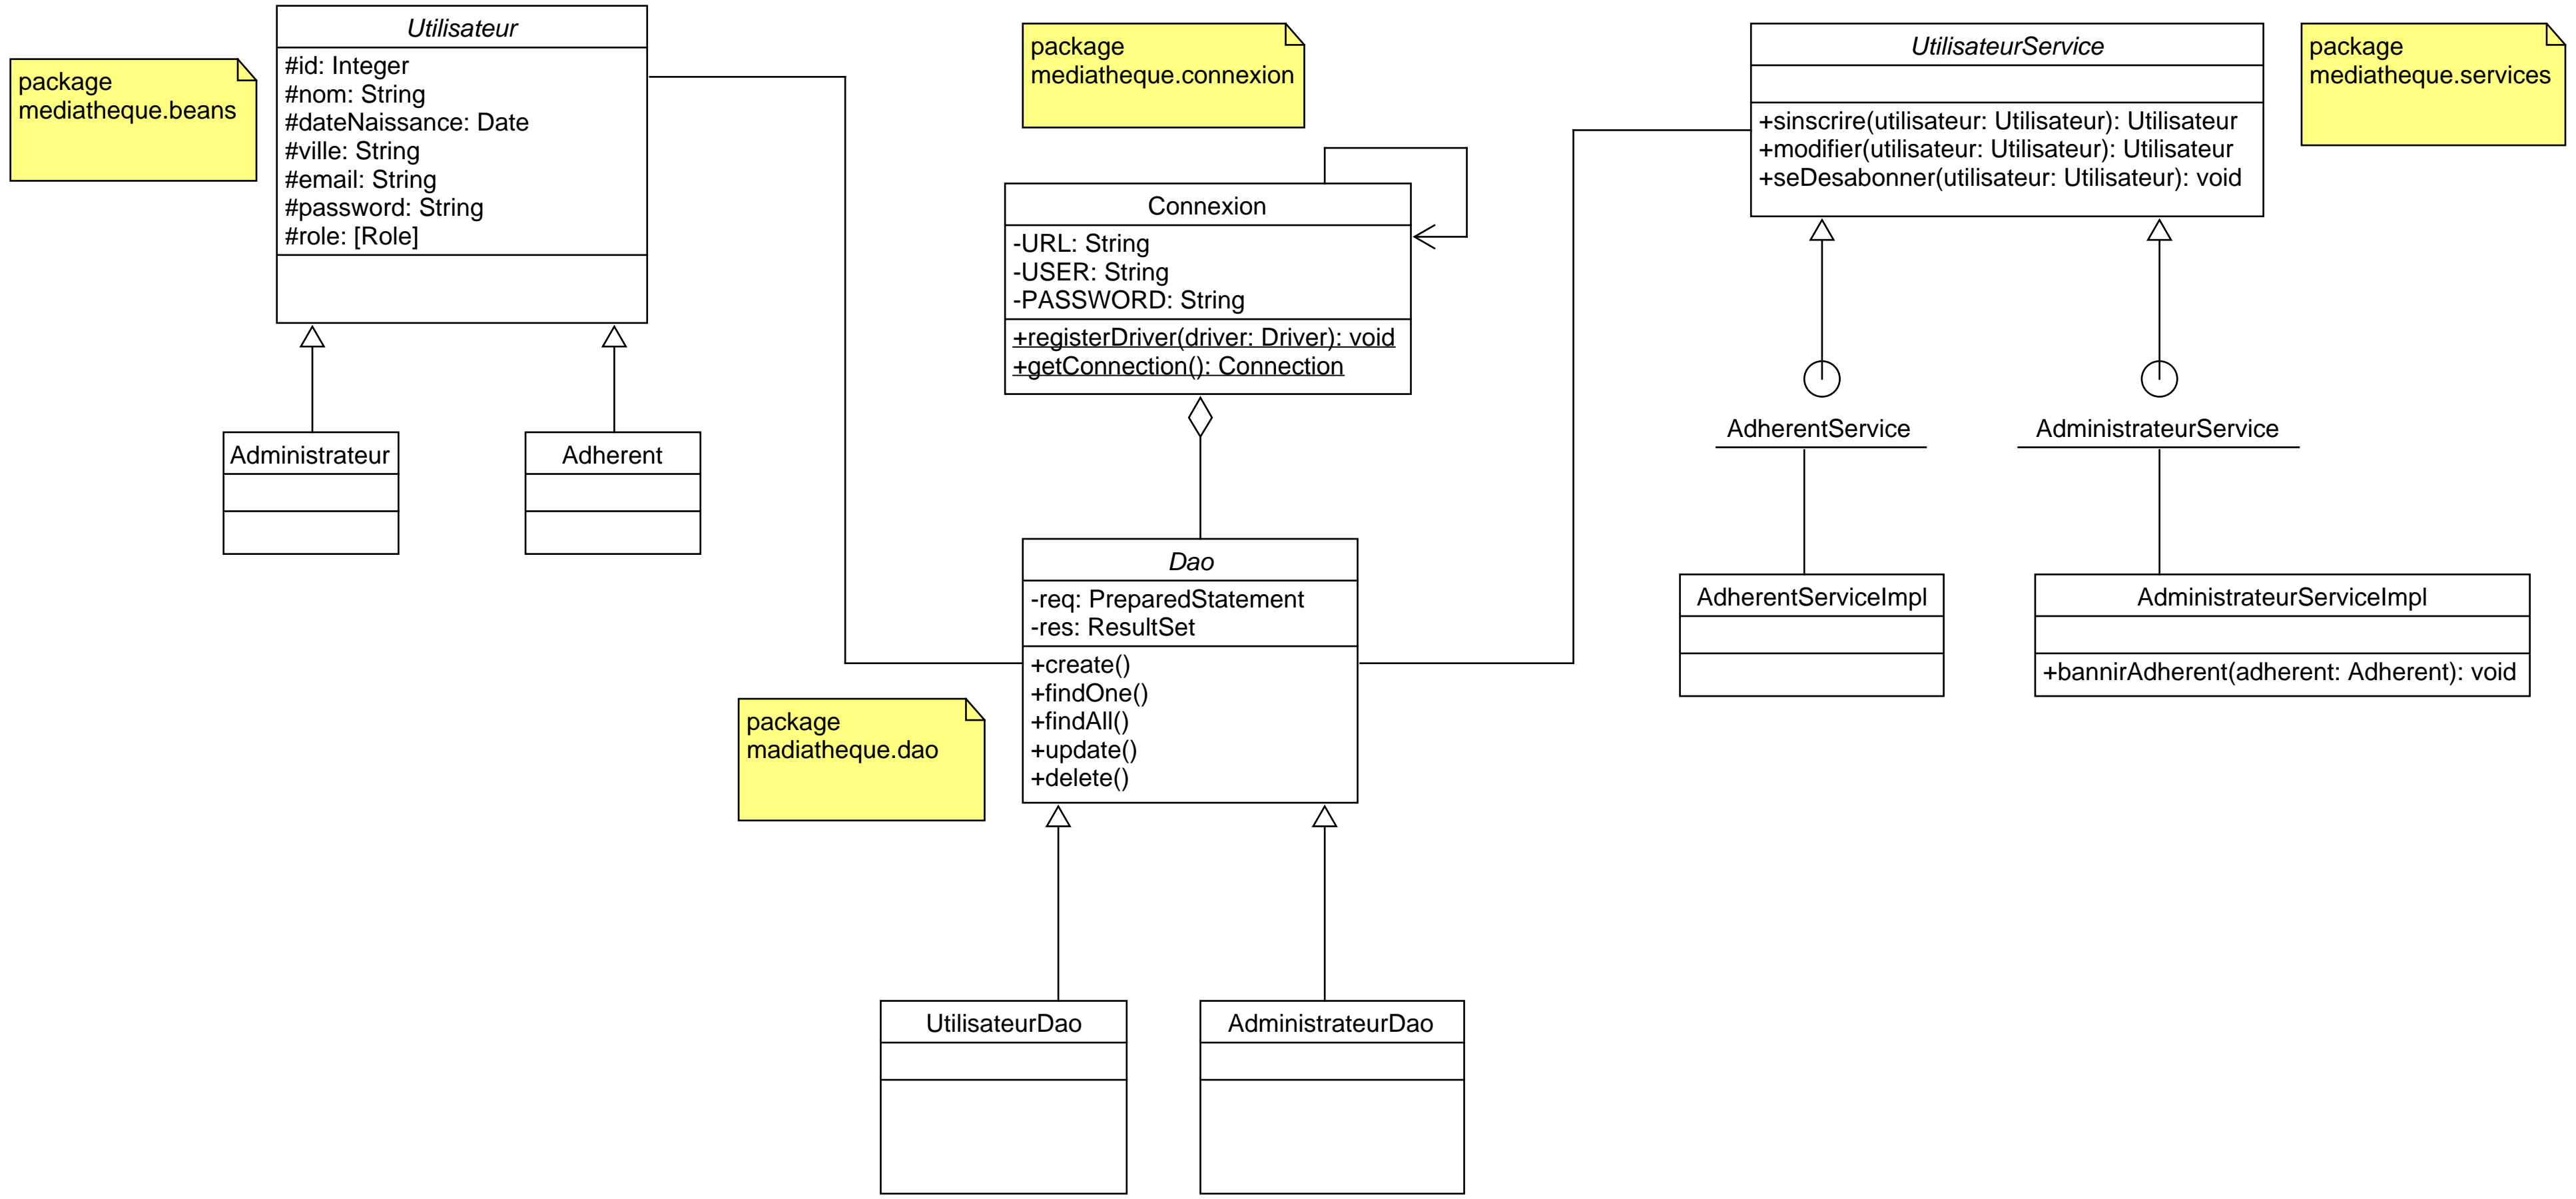 Utilisateur
#id: Integer
#nom: String
#dateNaissance: Date
#ville: String
#email: String
#password: String
#role: [Role]
package
mediatheque.beans
Administrateur
Adherent
package
mediatheque.connexion
Connexion
-URL: String
-USER: String
-PASSWORD: String
+registerDriver(driver: Driver): void
+getConnection(): Connection
Dao
-req: PreparedStatement
-res: ResultSet
+create()
+findOne()
+findAll()
+update()
+delete()
package
madiatheque.dao
UtilisateurDao
AdministrateurDao
UtilisateurService
+sinscrire(utilisateur: Utilisateur): Utilisateur
+modifier(utilisateur: Utilisateur): Utilisateur
+seDesabonner(utilisateur: Utilisateur): void
package
mediatheque.services
AdherentService
AdministrateurService
AdherentServiceImpl
AdministrateurServiceImpl
+bannirAdherent(adherent: Adherent): void